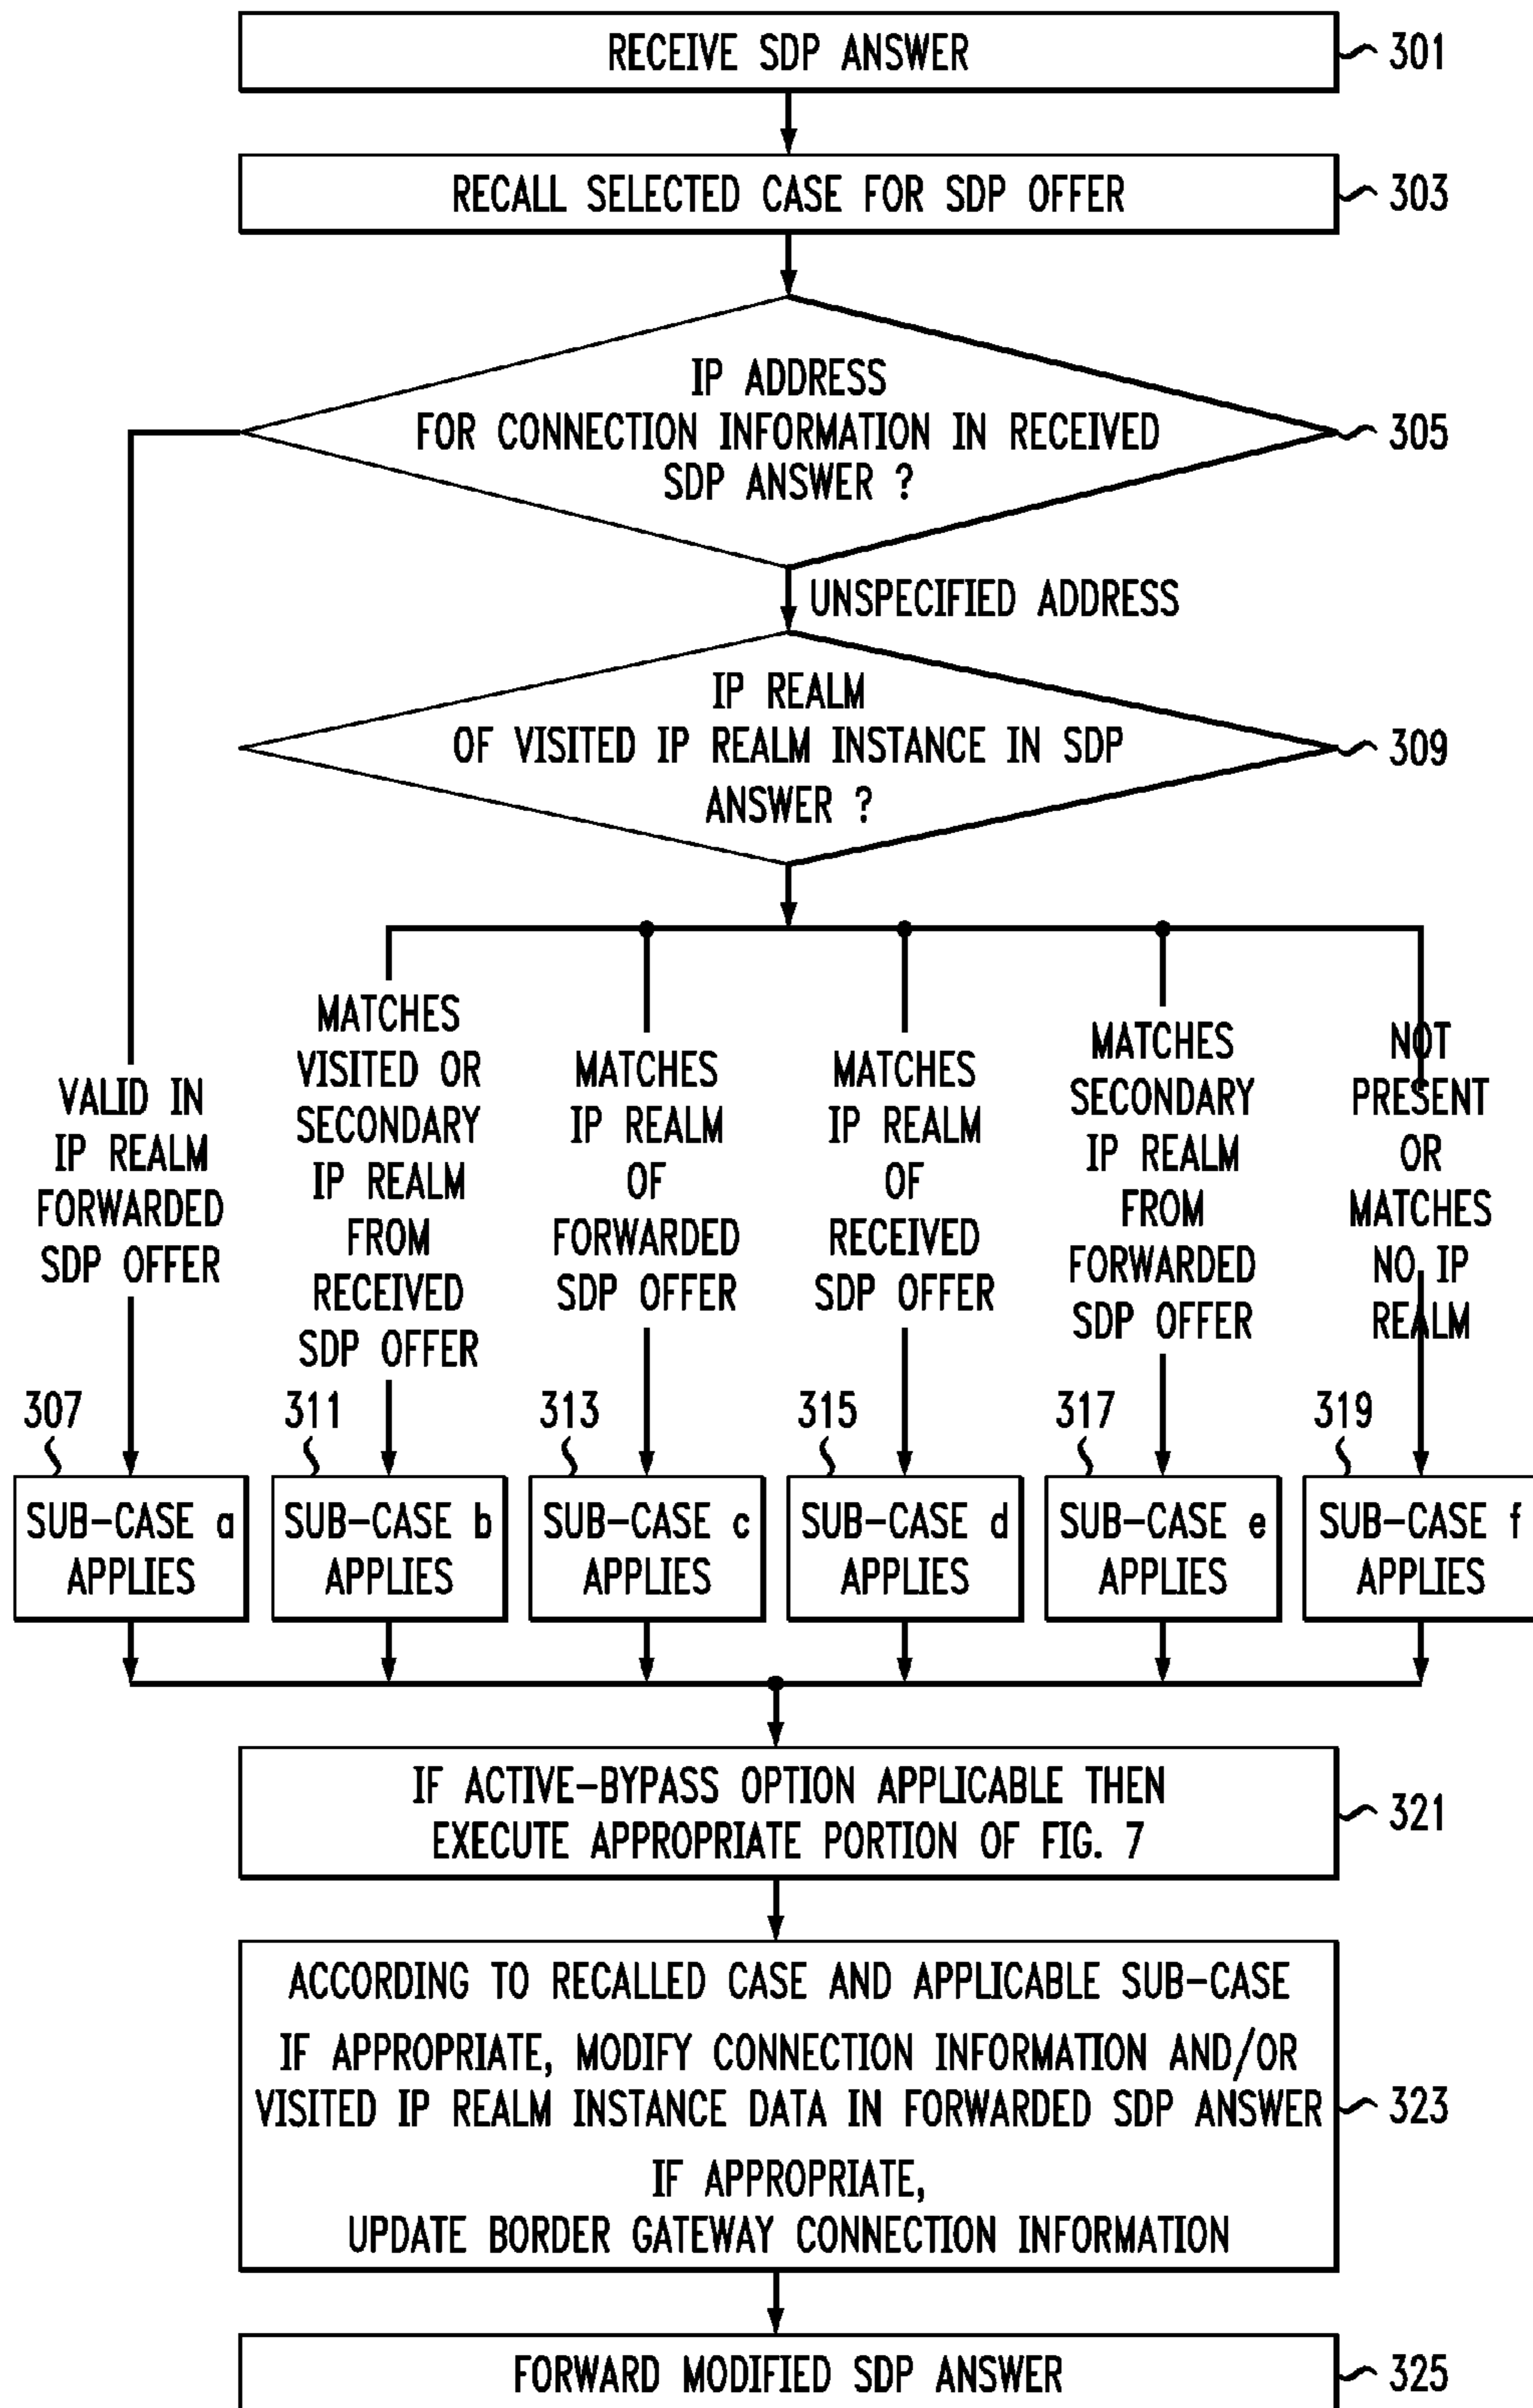 RECEIVE SDP ANSWER
301
RECALL SELECTED CASE FOR SDP OFFER
303
IP ADDRESS
FOR CONNECTION INFORMATION IN RECEIVED
SDP ANSWER ?
305
UNSPECIFIED ADDRESS
IP REALM
OF VISITED IP REALM INSTANCE IN SDP
ANSWER ?
309
VALID IN
IP REALM
FORWARDED
SDP OFFER
MATCHES
VISITED OR
SECONDARY
IP REALM
FROM
RECEIVED
SDP OFFER
MATCHES
IP REALM
OF
FORWARDED
SDP OFFER
MATCHES
IP REALM
OF
RECEIVED
SDP OFFER
MATCHES
SECONDARY
IP REALM
FROM
FORWARDED
SDP OFFER
NOT
PRESENT
OR
MATCHES
NO IP
REALM
307
311
313
315
317
319
SUB-CASE a
APPLIES
SUB-CASE b
APPLIES
SUB-CASE c
APPLIES
SUB-CASE d
APPLIES
SUB-CASE e
APPLIES
SUB-CASE f
APPLIES
IF ACTIVE-BYPASS OPTION APPLICABLE THEN
EXECUTE APPROPRIATE PORTION OF FIG. 7
321
ACCORDING TO RECALLED CASE AND APPLICABLE SUB-CASE
IF APPROPRIATE, MODIFY CONNECTION INFORMATION AND/OR
VISITED IP REALM INSTANCE DATA IN FORWARDED SDP ANSWER
IF APPROPRIATE,
UPDATE BORDER GATEWAY CONNECTION INFORMATION
323
FORWARD MODIFIED SDP ANSWER
325